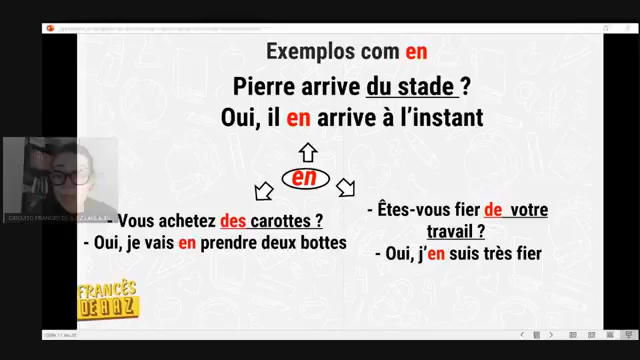 Exemplos com en
Pierre arrive du stade ?
Oui, il en arrive à l'instant
en
- Vous achetez des carottes ?
- Oui, je vais en prendre deux bottes
- Êtes-vous fier de votre
travail ?
- Oui, j'en suis très fier
FRANCÊS
DE A A Z